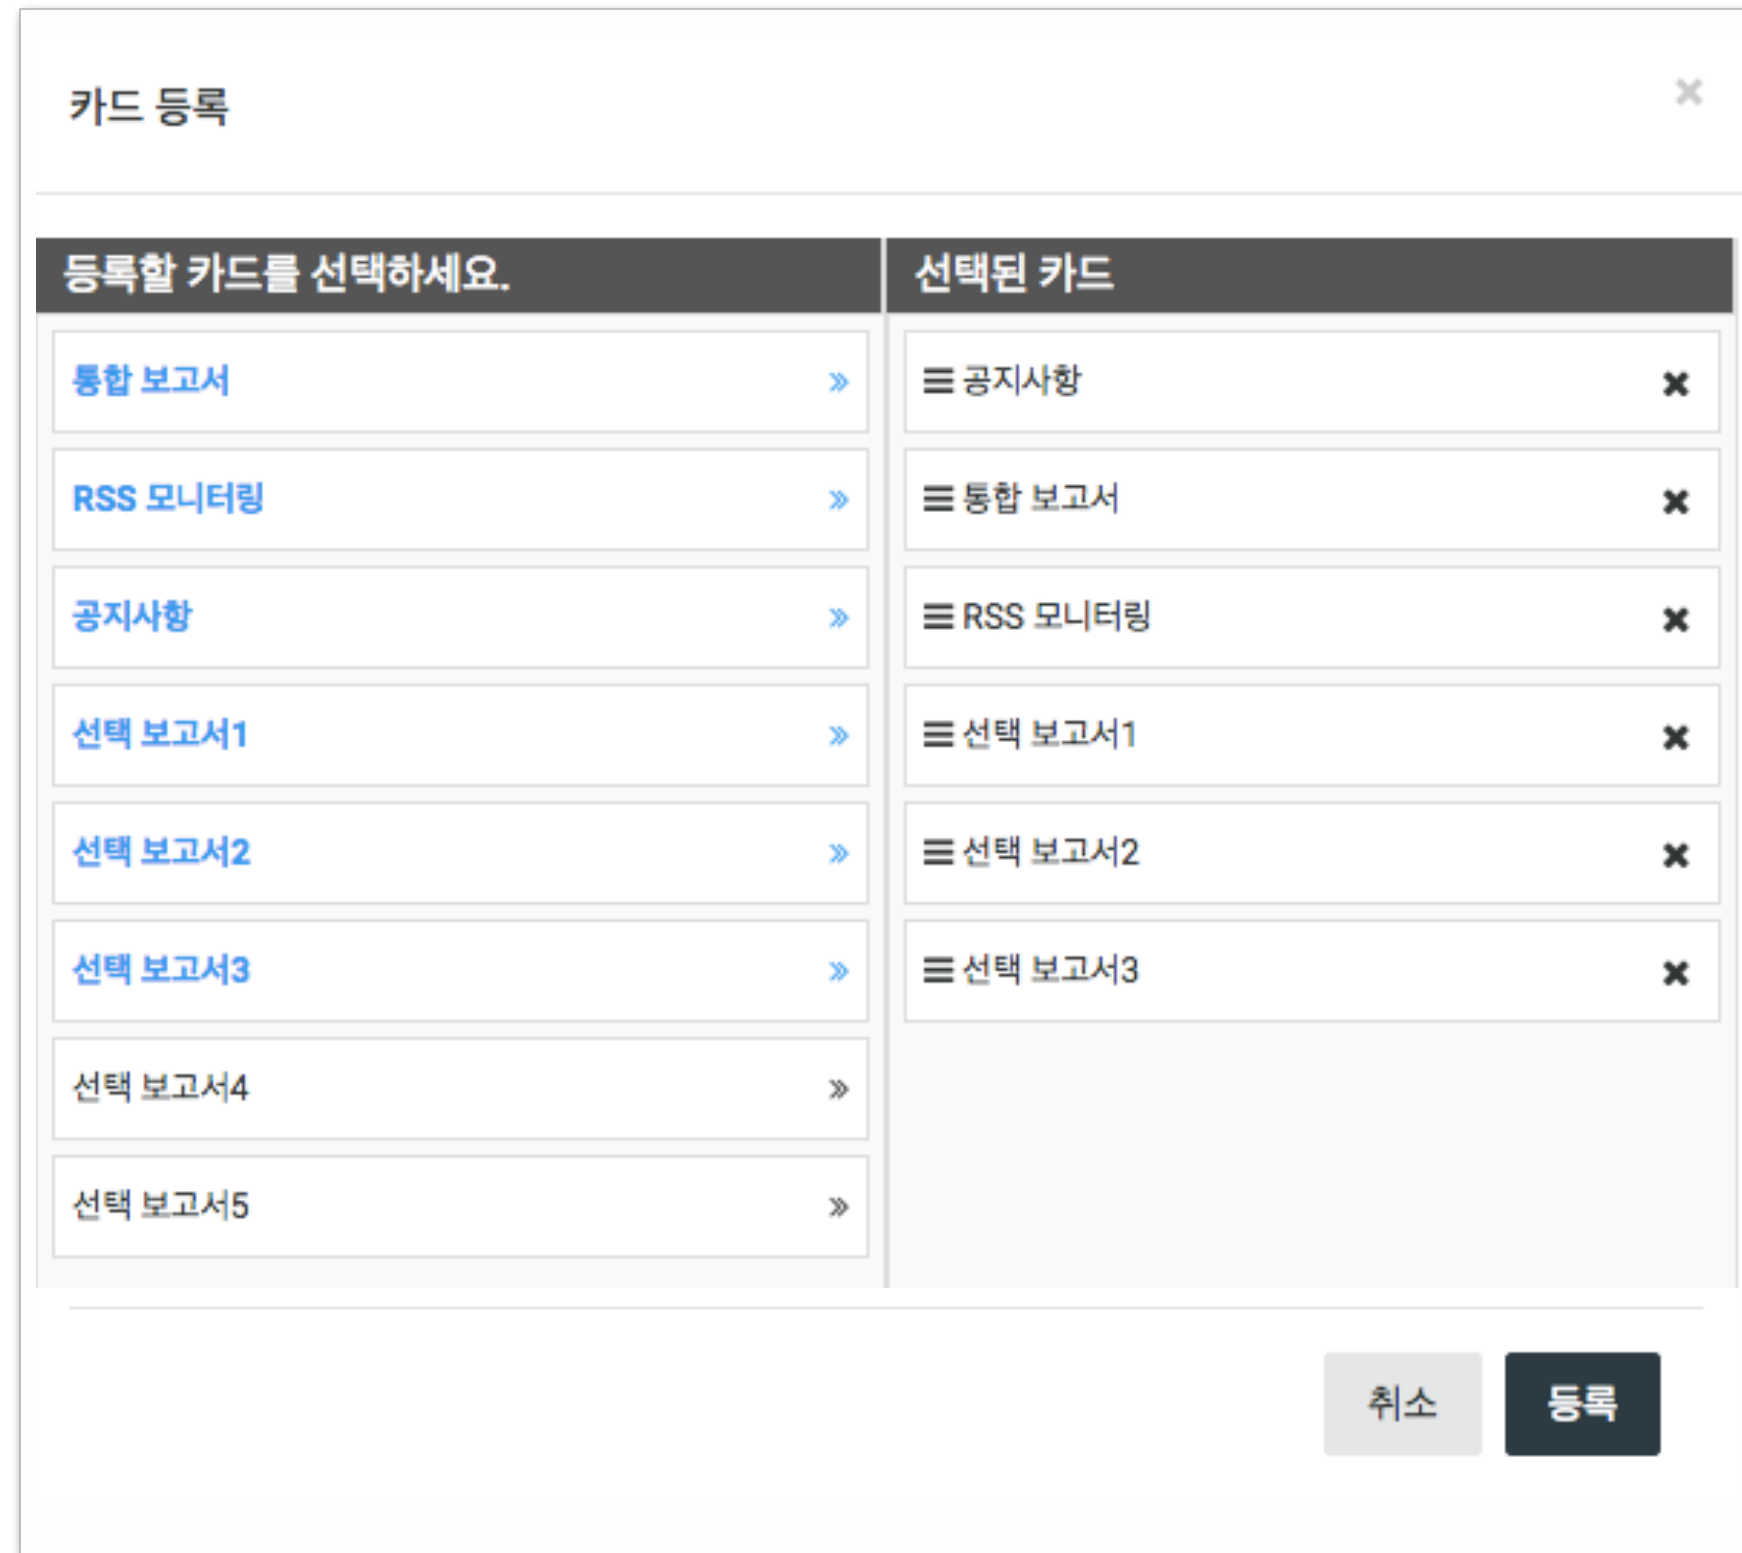 카드 등록
등록할 카드를 선택하세요.
통합 보고서
RSS 모니터링
공지사항
선택 보고서1
선택 보고서2
선택 보고서3
선택 보고서4
선택 보고서5
선택된 카드
공지사항
통합 보고서
RSS 모니터링
선택 보고서1
선택 보고서2
선택 보고서3
취소
등록